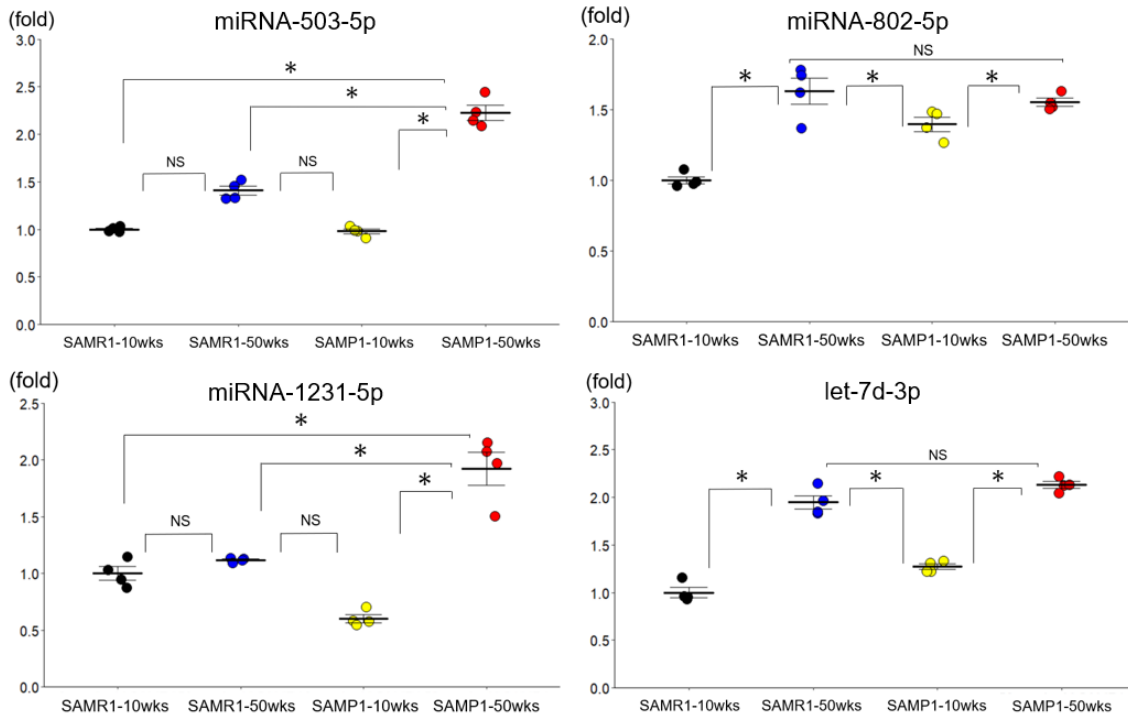 (fold)
miRNA-503-5p
3.0
2.5
2.0
1.5
1.0
0.5
0.0
*
*
*
NS
NS
SAMR1-10wks
SAMR1-50wks
SAMP1-10wks
SAMP1-50wks
(fold)
miRNA-802-5p
2.0
1.5
1.0
0.5
0.0
NS
*
*
*
SAMR1-10wks
SAMR1-50wks
SAMP1-10wks
SAMP1-50wks
(fold)
miRNA-1231-5p
2.5
2.0
1.5
1.0
0.5
0.0
*
*
*
NS
NS
SAMR1-10wks
SAMR1-50wks
SAMP1-10wks
SAMP1-50wks
(fold)
let-7d-3p
3.0
2.5
2.0
1.5
1.0
0.5
0.0
NS
*
*
*
SAMR1-10wks
SAMR1-50wks
SAMP1-10wks
SAMP1-50wks